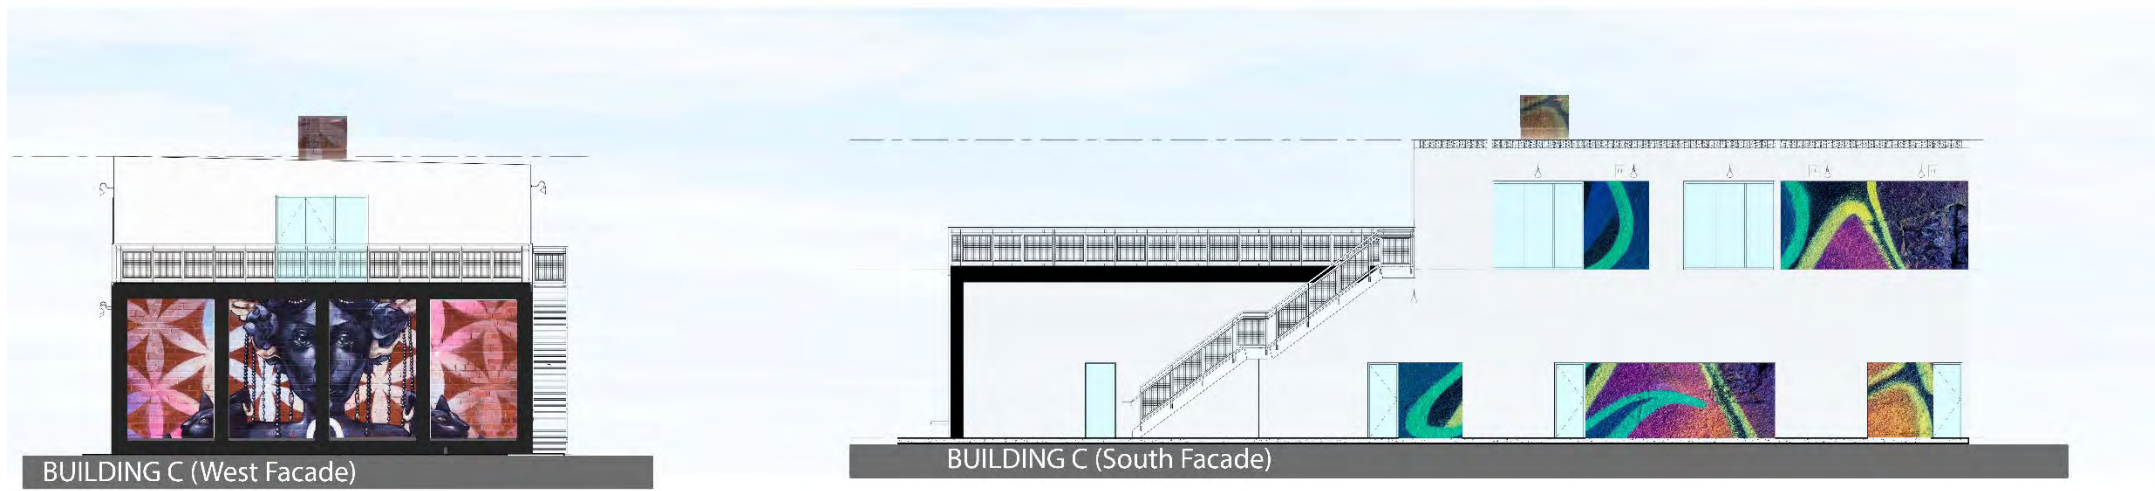 BUILDING C (West Facade)
BUILDING C (South Facade)